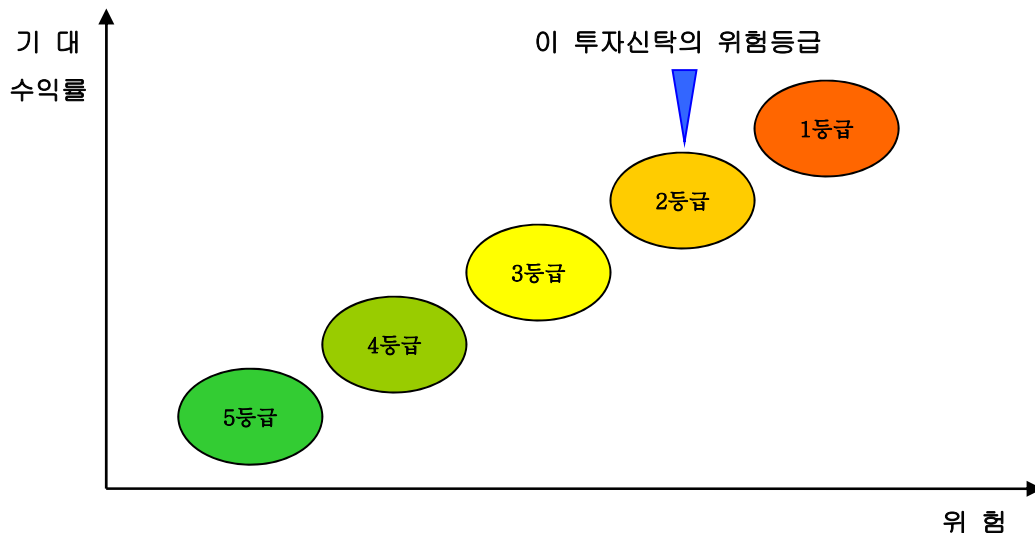 기 대
수익률
이 투자신탁의 위험등급
1등급
2등급
3등급
4등급
5등급
위 험